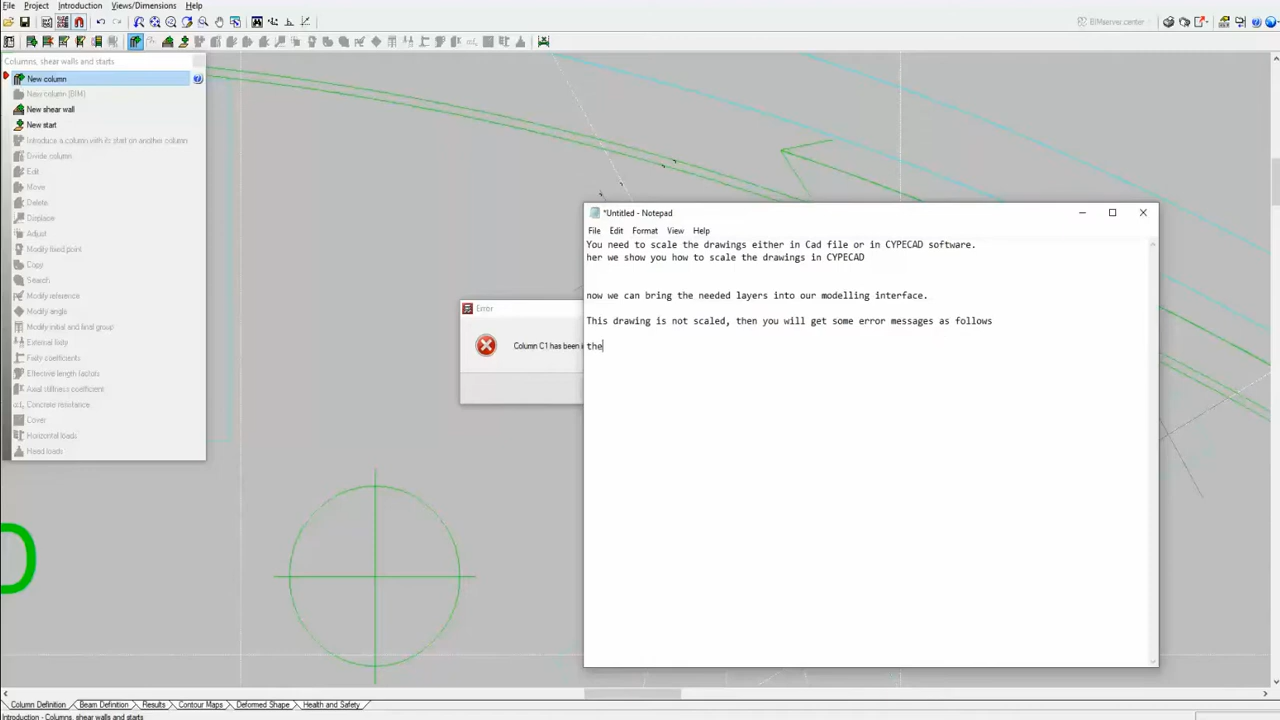 File Project Introduction Views/Dimensions Help
BIMserver.center
Columns, shear walls and starts
New column
New column (BIM)
New shear wall
New start
Introduce a column with its start on another column
Divide column
Edit
Move
Delete
Displace
Adjust
Modify fixed point
Copy
Search
Modify reference
Modify angle
Modify initial and final group
External fixity
Fixity coefficients
Effective length factors
Axial stiffness coefficient
Concrete resistance
Cover
Horizontal loads
Head loads
Error
Column C1 has been i
*Untitled - Notepad
File Edit Format View Help
You need to scale the drawings either in Cad file or in CYPECAD software.
her we show you how to scale the drawings in CYPECAD
now we can bring the needed layers into our modelling interface.
This drawing is not scaled, then you will get some error messages as follows
the
Column Definition Beam Definition Results Contour Maps Deformed Shape Health and Safety
Introduction - Columns, shear walls and starts